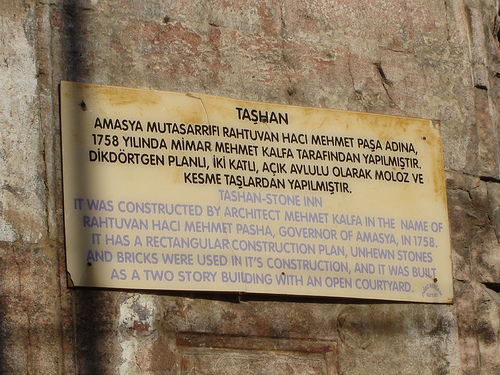 TAŞHAN
AMASYA MUTASARRIFI RAHTUVAN HACI MEHMET PAŞA ADINA,
1758 YILINDA MİMAR MEHMET KALFA TARAFINDAN YAPILMIŞTIR.
DİKDÖRTGEN PLANLI, İKİ KATLI, AÇIK AVLULU OLARAK MOLOZ VE
KESME TAŞLARDAN YAPILMIŞTIR.
TASHAN-STONE INN
IT WAS CONSTRUCTED BY ARCHITECT MEHMET KALFA IN THE NAME OF
RAHTUVAN HACI MEHMET PASHA, GOVERNOR OF AMASYA, IN 1758.
IT HAS A RECTANGULAR CONSTRUCTION PLAN, UNHEWN STONES
AND BRICKS WERE USED IN IT'S CONSTRUCTION, AND IT WAS BUILT
AS A TWO STORY BUILDING WITH AN OPEN COURTYARD.